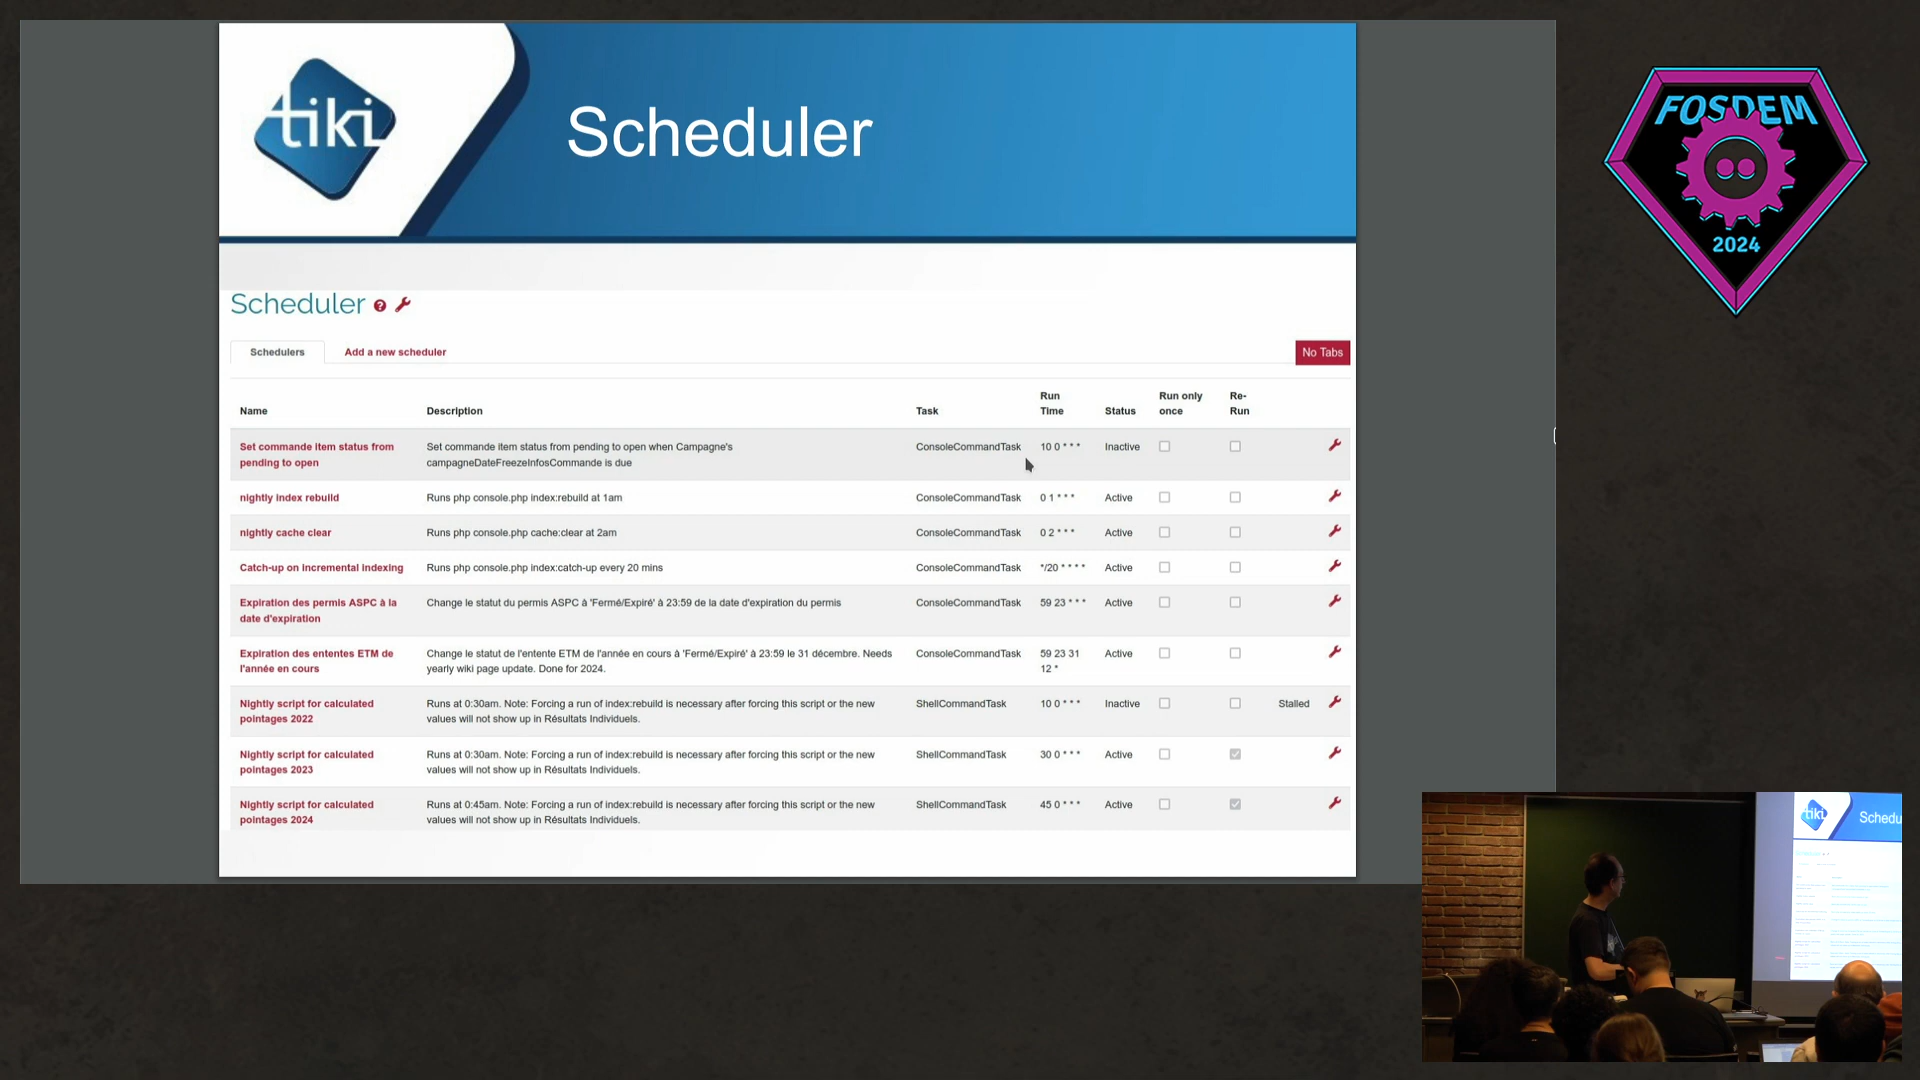 tiki
Scheduler
FOSDEM
2024
Scheduler
Schedulers Add a new scheduler No Tabs
Name Description Task Run Time Status Run only once Re-Run
Set commande item status from Set commande item status from pending to open when Campagne's ConsoleCommandTask 10 0 * * * Inactive
pending to open campagneDateFreezeInfosCommande is due
nightly index rebuild Runs php console.php index:rebuild at 1am ConsoleCommandTask 0 1 * * * Active
nightly cache clear Runs php console.php cache:clear at 2am ConsoleCommandTask 0 2 * * * Active
Catch-up on incremental indexing Runs php console.php index:catch-up every 20 mins ConsoleCommandTask */20 * * * * Active
Expiration des permis ASPC à la Change le statut du permis ASPC à 'Fermé/Expiré' à 23:59 de la date d'expiration du permis ConsoleCommandTask 59 23 * * * Active
date d'expiration
Expiration des ententes ETM de Change le statut de l'entente ETM de l'année en cours à 'Fermé/Expiré' à 23:59 le 31 décembre. Needs ConsoleCommandTask 59 23 31 Active
l'année en cours yearly wiki page update. Done for 2024. 12 *
Nightly script for calculated Runs at 0:30am. Note: Forcing a run of index:rebuild is necessary after forcing this script or the new ShellCommandTask 10 0 * * * Inactive Stalled
pointages 2022 values will not show up in Résultats Individuels.
Nightly script for calculated Runs at 0:30am. Note: Forcing a run of index:rebuild is necessary after forcing this script or the new ShellCommandTask 30 0 * * * Active
pointages 2023 values will not show up in Résultats Individuels.
Nightly script for calculated Runs at 0:45am. Note: Forcing a run of index:rebuild is necessary after forcing this script or the new ShellCommandTask 45 0 * * * Active
pointages 2024 values will not show up in Résultats Individuels.
tiki Schedu